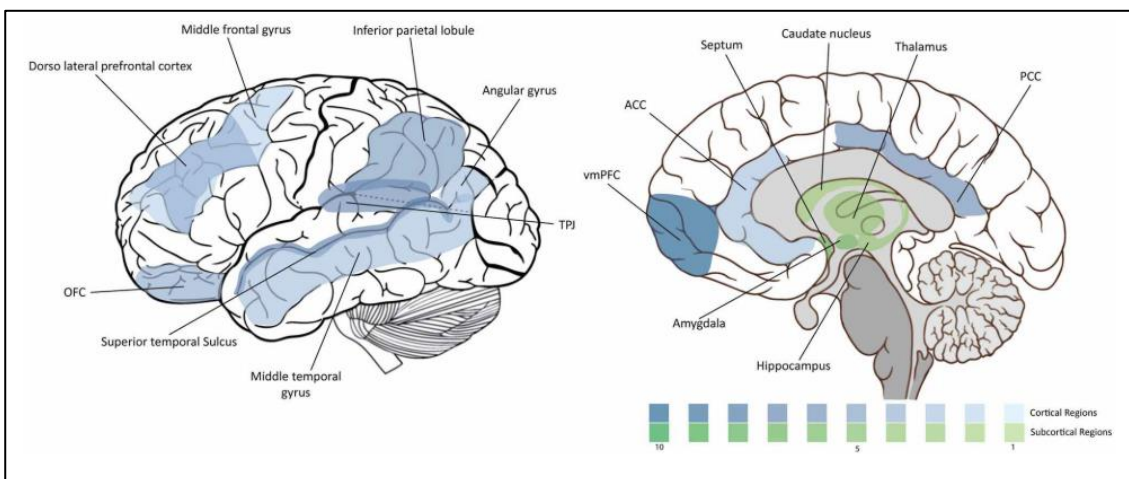 Middle frontal gyrus
Inferior parietal lobule
Dorso lateral prefrontal cortex
Angular gyrus
TPJ
OFC
Superior temporal Sulcus
Middle temporal
gyrus
Caudate nucleus
Septum
Thalamus
ACC
PCC
vmPFC
Amygdala
Hippocampus
Cortical Regions
Subcortical Regions
10 5 1